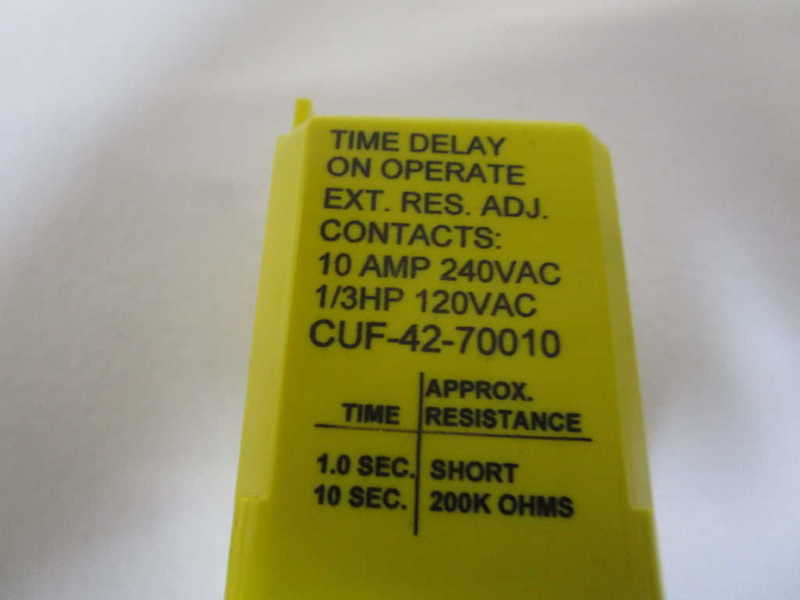 TIME DELAY
ON OPERATE
EXT. RES. ADJ.
CONTACTS:
10 AMP 240VAC
1/3HP 120VAC
CUF-42-70010
APPROX.
TIME RESISTANCE
1.0 SEC. SHORT
10 SEC. 200K OHMS